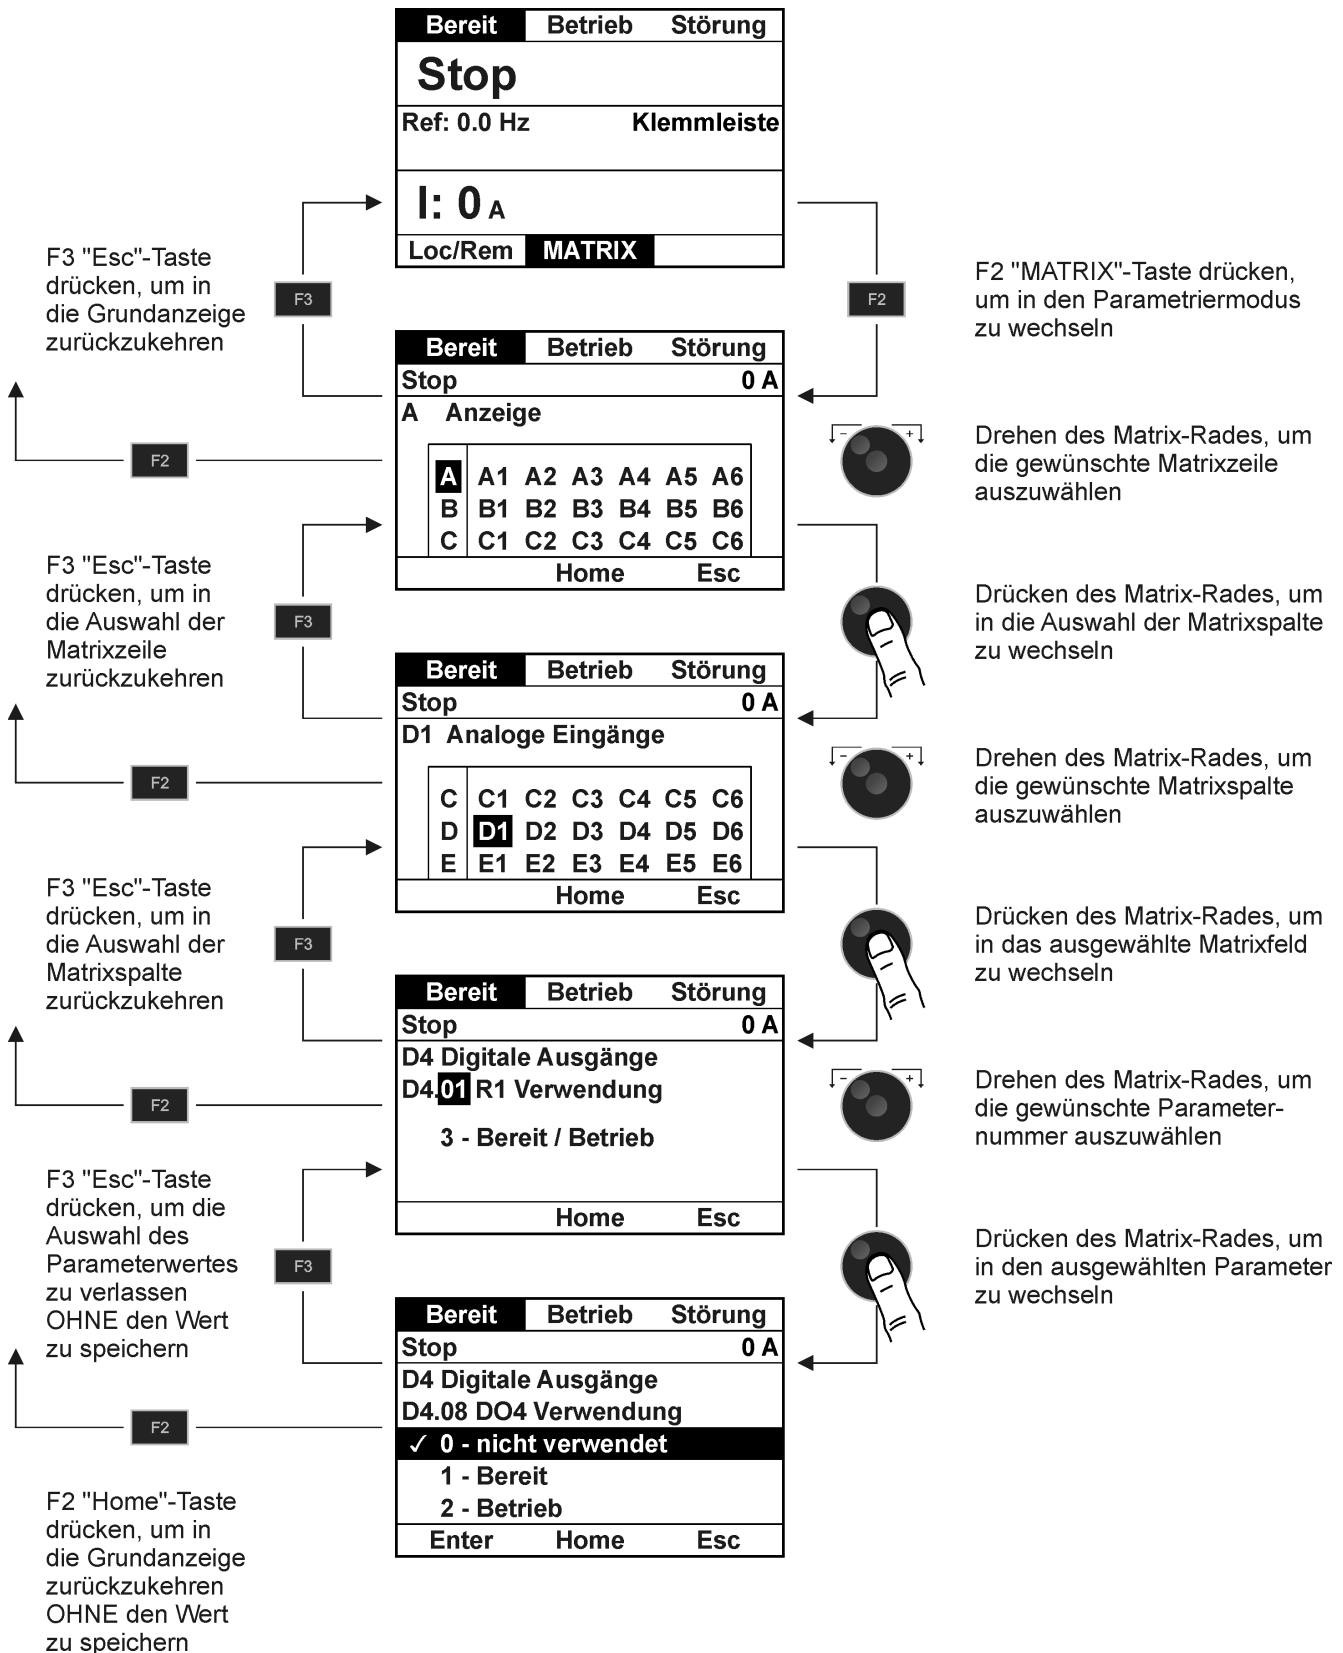 Bereit Betrieb Störung
Stop
Ref: 0.0 Hz Klemmleiste
I: 0 A
Loc/Rem MATRIX
F3 "Esc"-Taste
drücken, um in
die Grundanzeige
zurückzukehren
F3
F2
F2 "MATRIX"-Taste drücken,
um in den Parametriermodus
zu wechseln
Bereit Betrieb Störung
Stop 0 A
A Anzeige
A A1 A2 A3 A4 A5 A6
B B1 B2 B3 B4 B5 B6
C C1 C2 C3 C4 C5 C6
Home Esc
F2
- +
Drehen des Matrix-Rades, um
die gewünschte Matrixzeile
auszuwählen
F3 "Esc"-Taste
drücken, um in
die Auswahl der
Matrixzeile
zurückzukehren
F3
Drücken des Matrix-Rades, um
in die Auswahl der Matrixspalte
zu wechseln
Bereit Betrieb Störung
Stop 0 A
D1 Analoge Eingänge
C C1 C2 C3 C4 C5 C6
D D1 D2 D3 D4 D5 D6
E E1 E2 E3 E4 E5 E6
Home Esc
F2
- +
Drehen des Matrix-Rades, um
die gewünschte Matrixspalte
auszuwählen
F3 "Esc"-Taste
drücken, um in
die Auswahl der
Matrixspalte
zurückzukehren
F3
Drücken des Matrix-Rades, um
in das ausgewählte Matrixfeld
zu wechseln
Bereit Betrieb Störung
Stop 0 A
D4 Digitale Ausgänge
D4.01 R1 Verwendung
3 - Bereit / Betrieb
Home Esc
F2
- +
Drehen des Matrix-Rades, um
die gewünschte Parameter-
nummer auszuwählen
F3 "Esc"-Taste
drücken, um die
Auswahl des
Parameterwertes
zu verlassen
OHNE den Wert
zu speichern
F3
Drücken des Matrix-Rades, um
in den ausgewählten Parameter
zu wechseln
Bereit Betrieb Störung
Stop 0 A
D4 Digitale Ausgänge
D4.08 DO4 Verwendung
✓ 0 - nicht verwendet
1 - Bereit
2 - Betrieb
Enter Home Esc
F2
F2 "Home"-Taste
drücken, um in
die Grundanzeige
zurückzukehren
OHNE den Wert
zu speichern